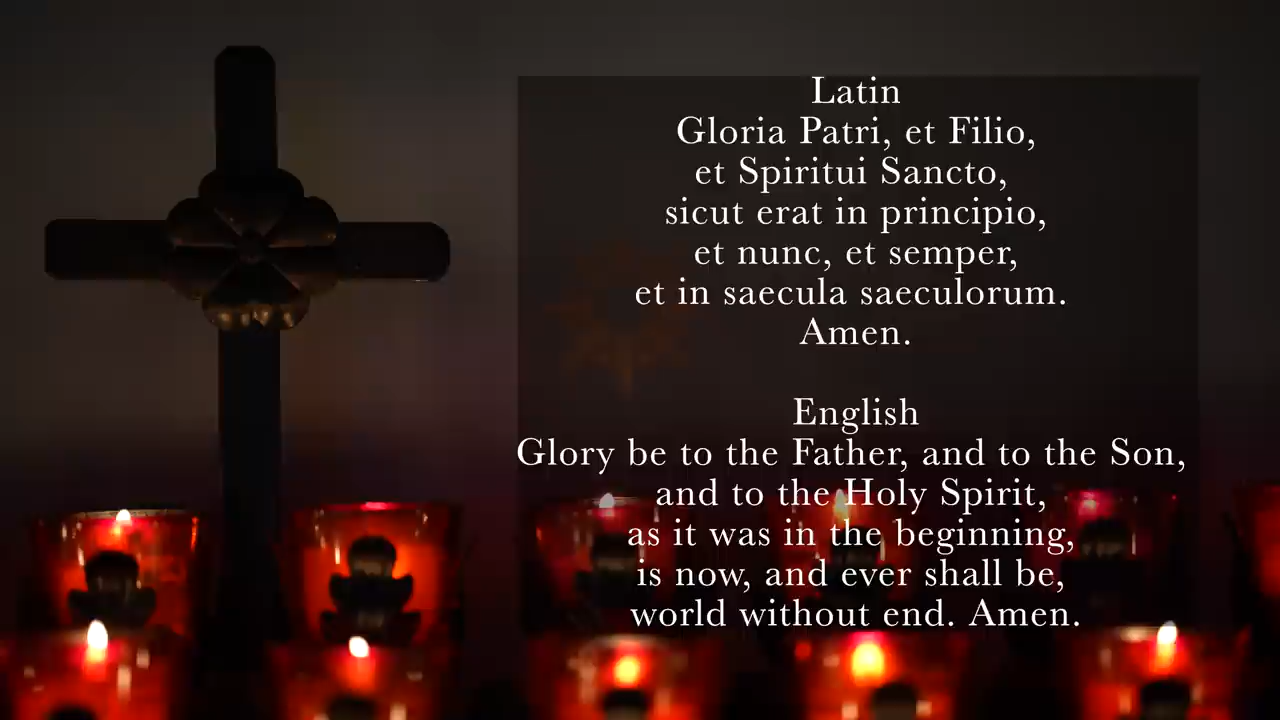 Latin
Gloria Patri, et Filio,
et Spiritui Sancto,
sicut erat in principio,
et nunc, et semper,
et in saecula saeculorum.
Amen.
English
Glory be to the Father, and to the Son,
and to the Holy Spirit,
as it was in the beginning,
is now, and ever shall be,
world without end. Amen.